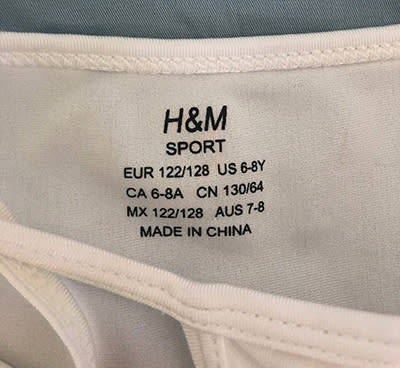 H&M
SPORT
EUR 122/128 US 6-8Y
CA 6-8A CN 130/64
MX 122/128 AUS 7-8
MADE IN CHINA